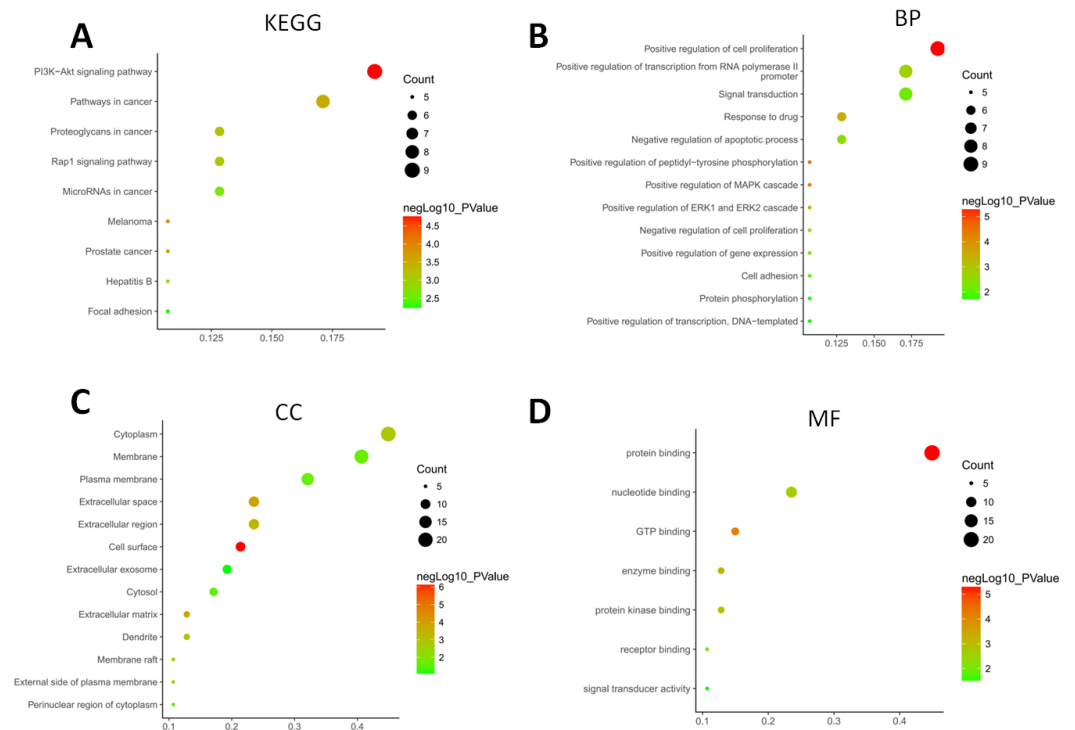 A
KEGG
PI3K−Akt signaling pathway
Pathways in cancer
Proteoglycans in cancer
Rap1 signaling pathway
MicroRNAs in cancer
Melanoma
Prostate cancer
Hepatitis B
Focal adhesion
0.125
0.150
0.175
Count
5
6
7
8
9
negLog10_PValue
4.5
4.0
3.5
3.0
2.5
B
BP
Positive regulation of cell proliferation
Positive regulation of transcription from RNA polymerase II
promoter
Signal transduction
Response to drug
Negative regulation of apoptotic process
Positive regulation of peptidyl−tyrosine phosphorylation
Positive regulation of MAPK cascade
Positive regulation of ERK1 and ERK2 cascade
Negative regulation of cell proliferation
Positive regulation of gene expression
Cell adhesion
Protein phosphorylation
Positive regulation of transcription, DNA−templated
0.125
0.150
0.175
Count
5
6
7
8
9
negLog10_PValue
5
4
3
2
C
CC
Cytoplasm
Membrane
Plasma membrane
Extracellular space
Extracellular region
Cell surface
Extracellular exosome
Cytosol
Extracellular matrix
Dendrite
Membrane raft
External side of plasma membrane
Perinuclear region of cytoplasm
0.1
0.2
0.3
0.4
Count
5
10
15
20
negLog10_PValue
6
5
4
3
2
D
MF
protein binding
nucleotide binding
GTP binding
enzyme binding
protein kinase binding
receptor binding
signal transducer activity
0.1
0.2
0.3
0.4
Count
5
10
15
20
negLog10_PValue
5
4
3
2